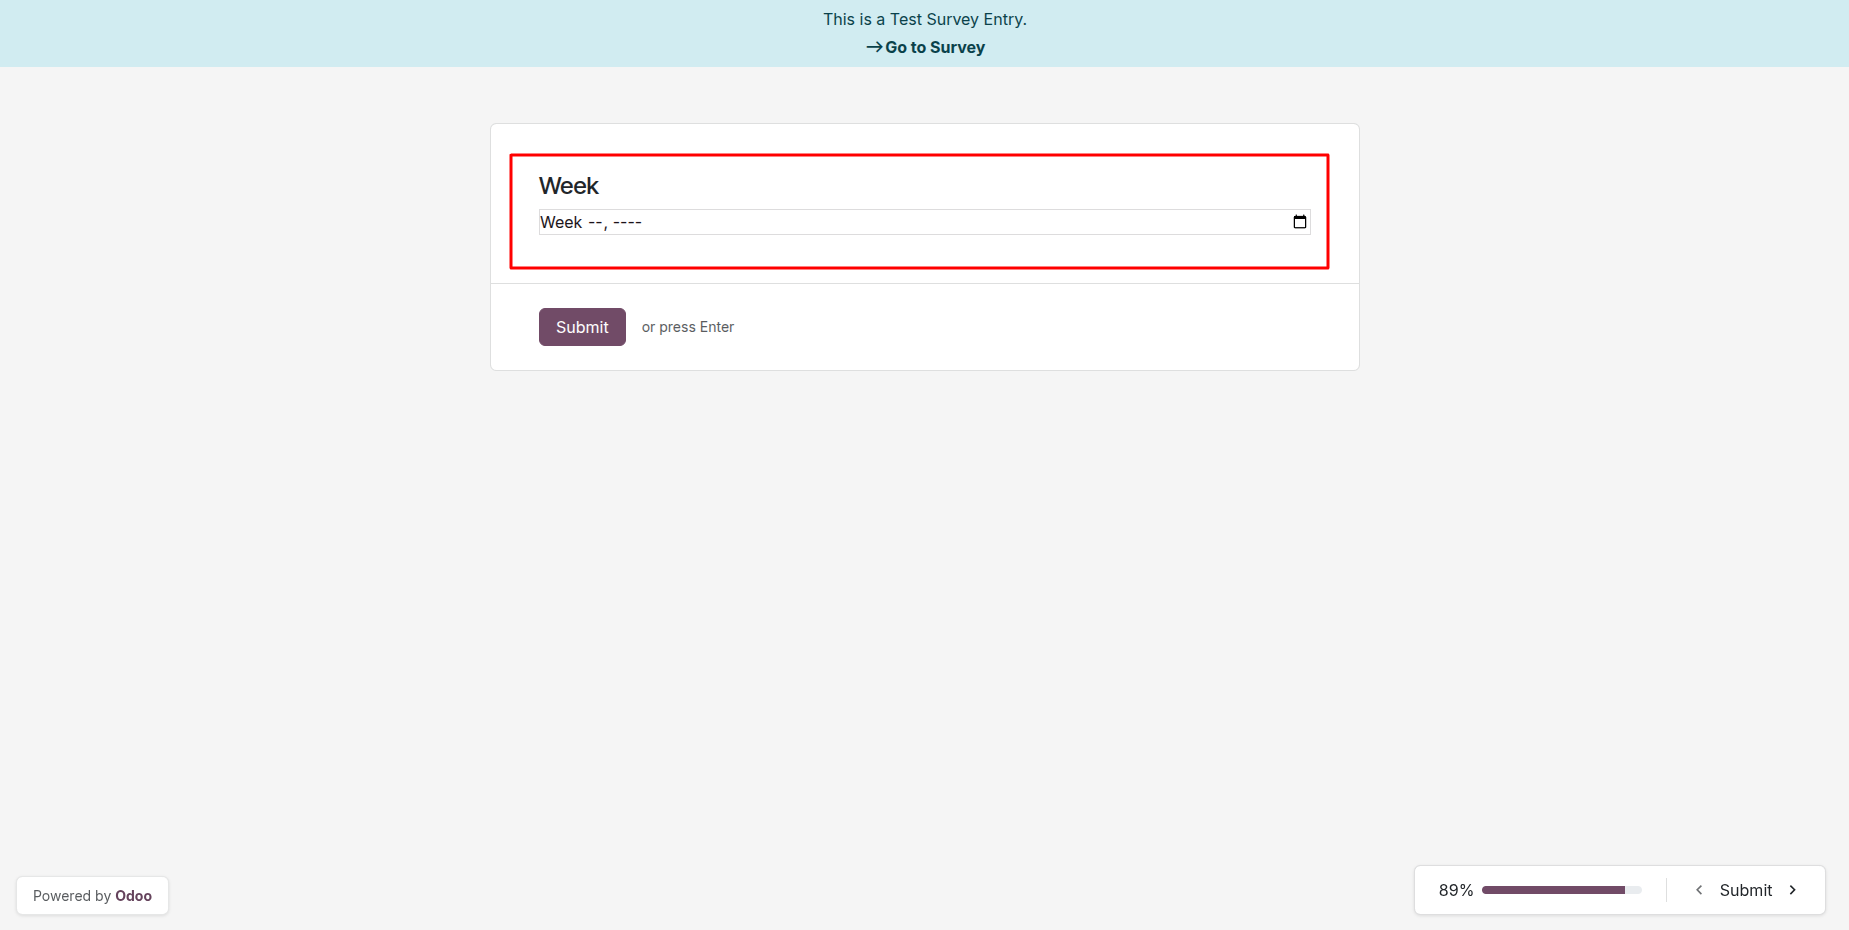 This is a Test Survey Entry.
Go to Survey
Week
Week --, ----
Submit or press Enter
Powered by Odoo
89% Submit